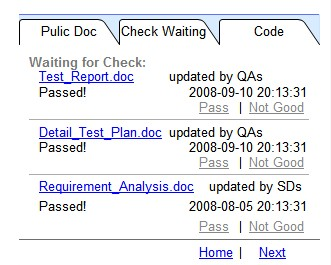 Pulic Doc Check Waiting Code
Waiting for Check:
Test_Report.doc updated by QAs
Passed! 2008-09-10 20:13:31
Pass | Not Good
Detail_Test_Plan.doc updated by QAs
Passed! 2008-09-10 20:13:31
Pass | Not Good
Requirement_Analysis.doc updated by SDs
Passed! 2008-08-05 20:13:31
Pass | Not Good
Home | Next